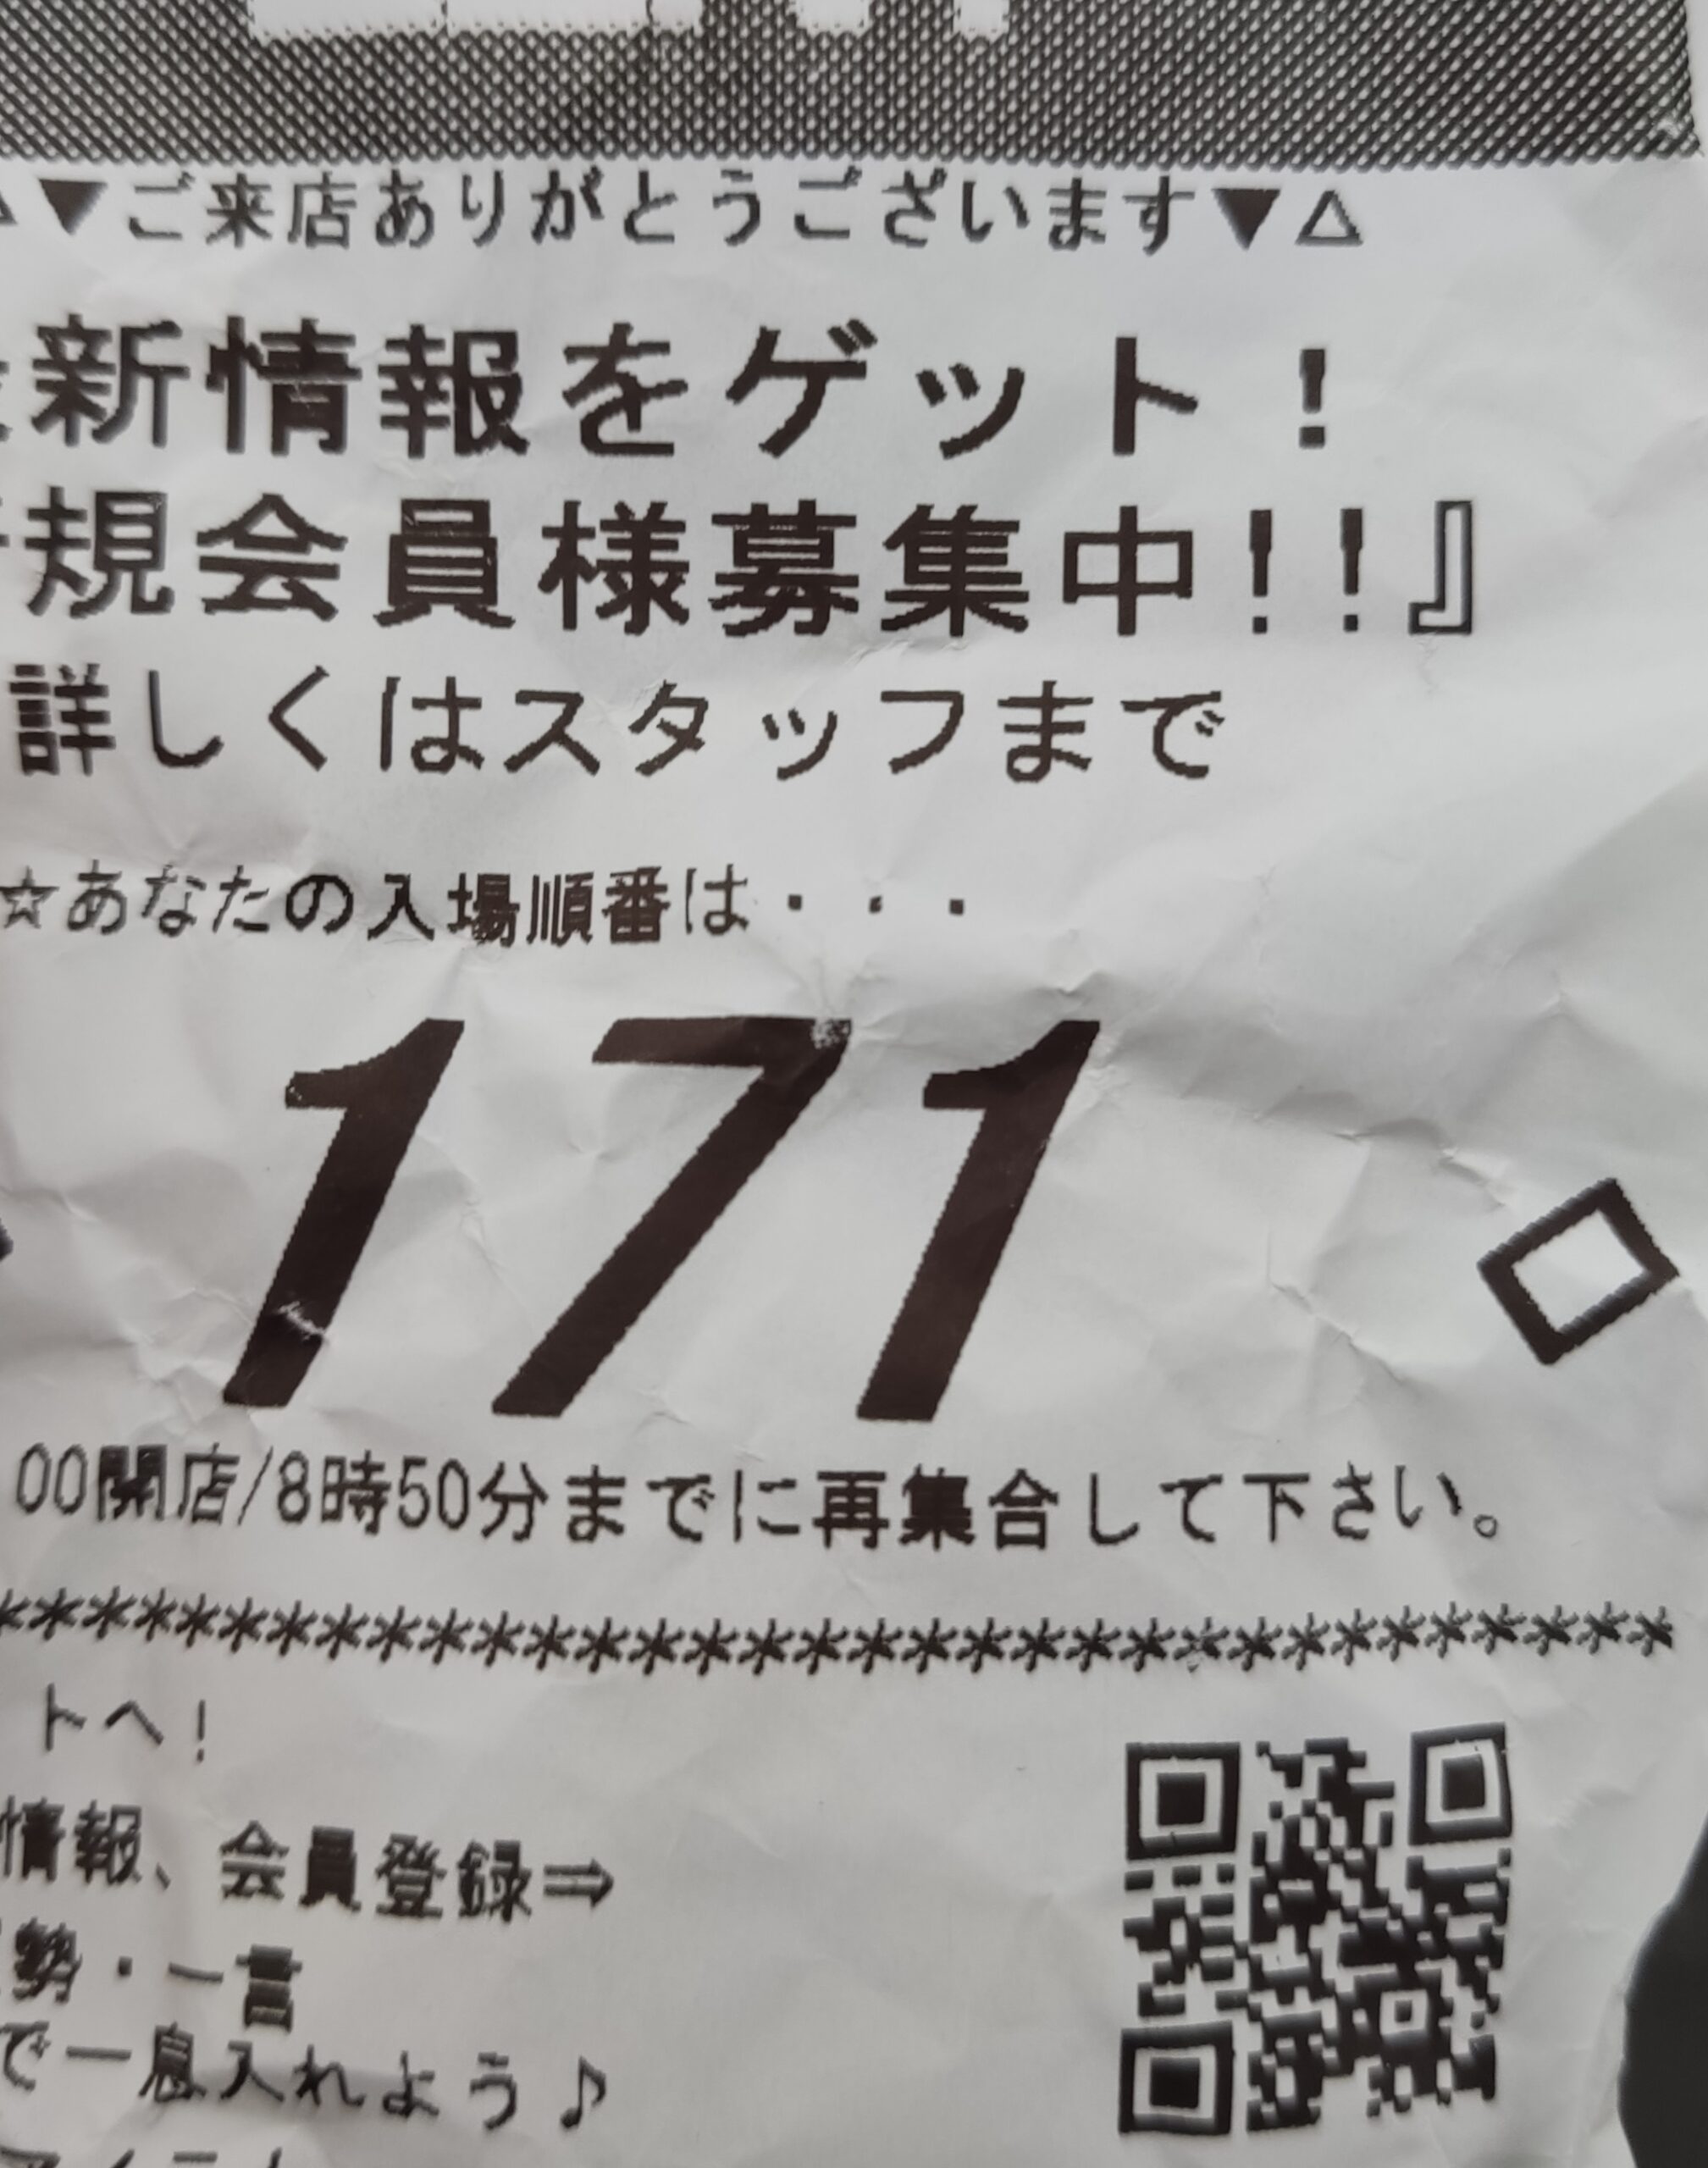 ▼ご来店ありがとうございます▼△
新情報をゲット！
規会員様募集中!!』
詳しくはスタッフまで
☆あなたの入場順番は・・・
171
00開店/8時50分までに再集合して下さい。
*******************************
トへ！
情報、会員登録⇒
勢・一言
で一息入れよう♪